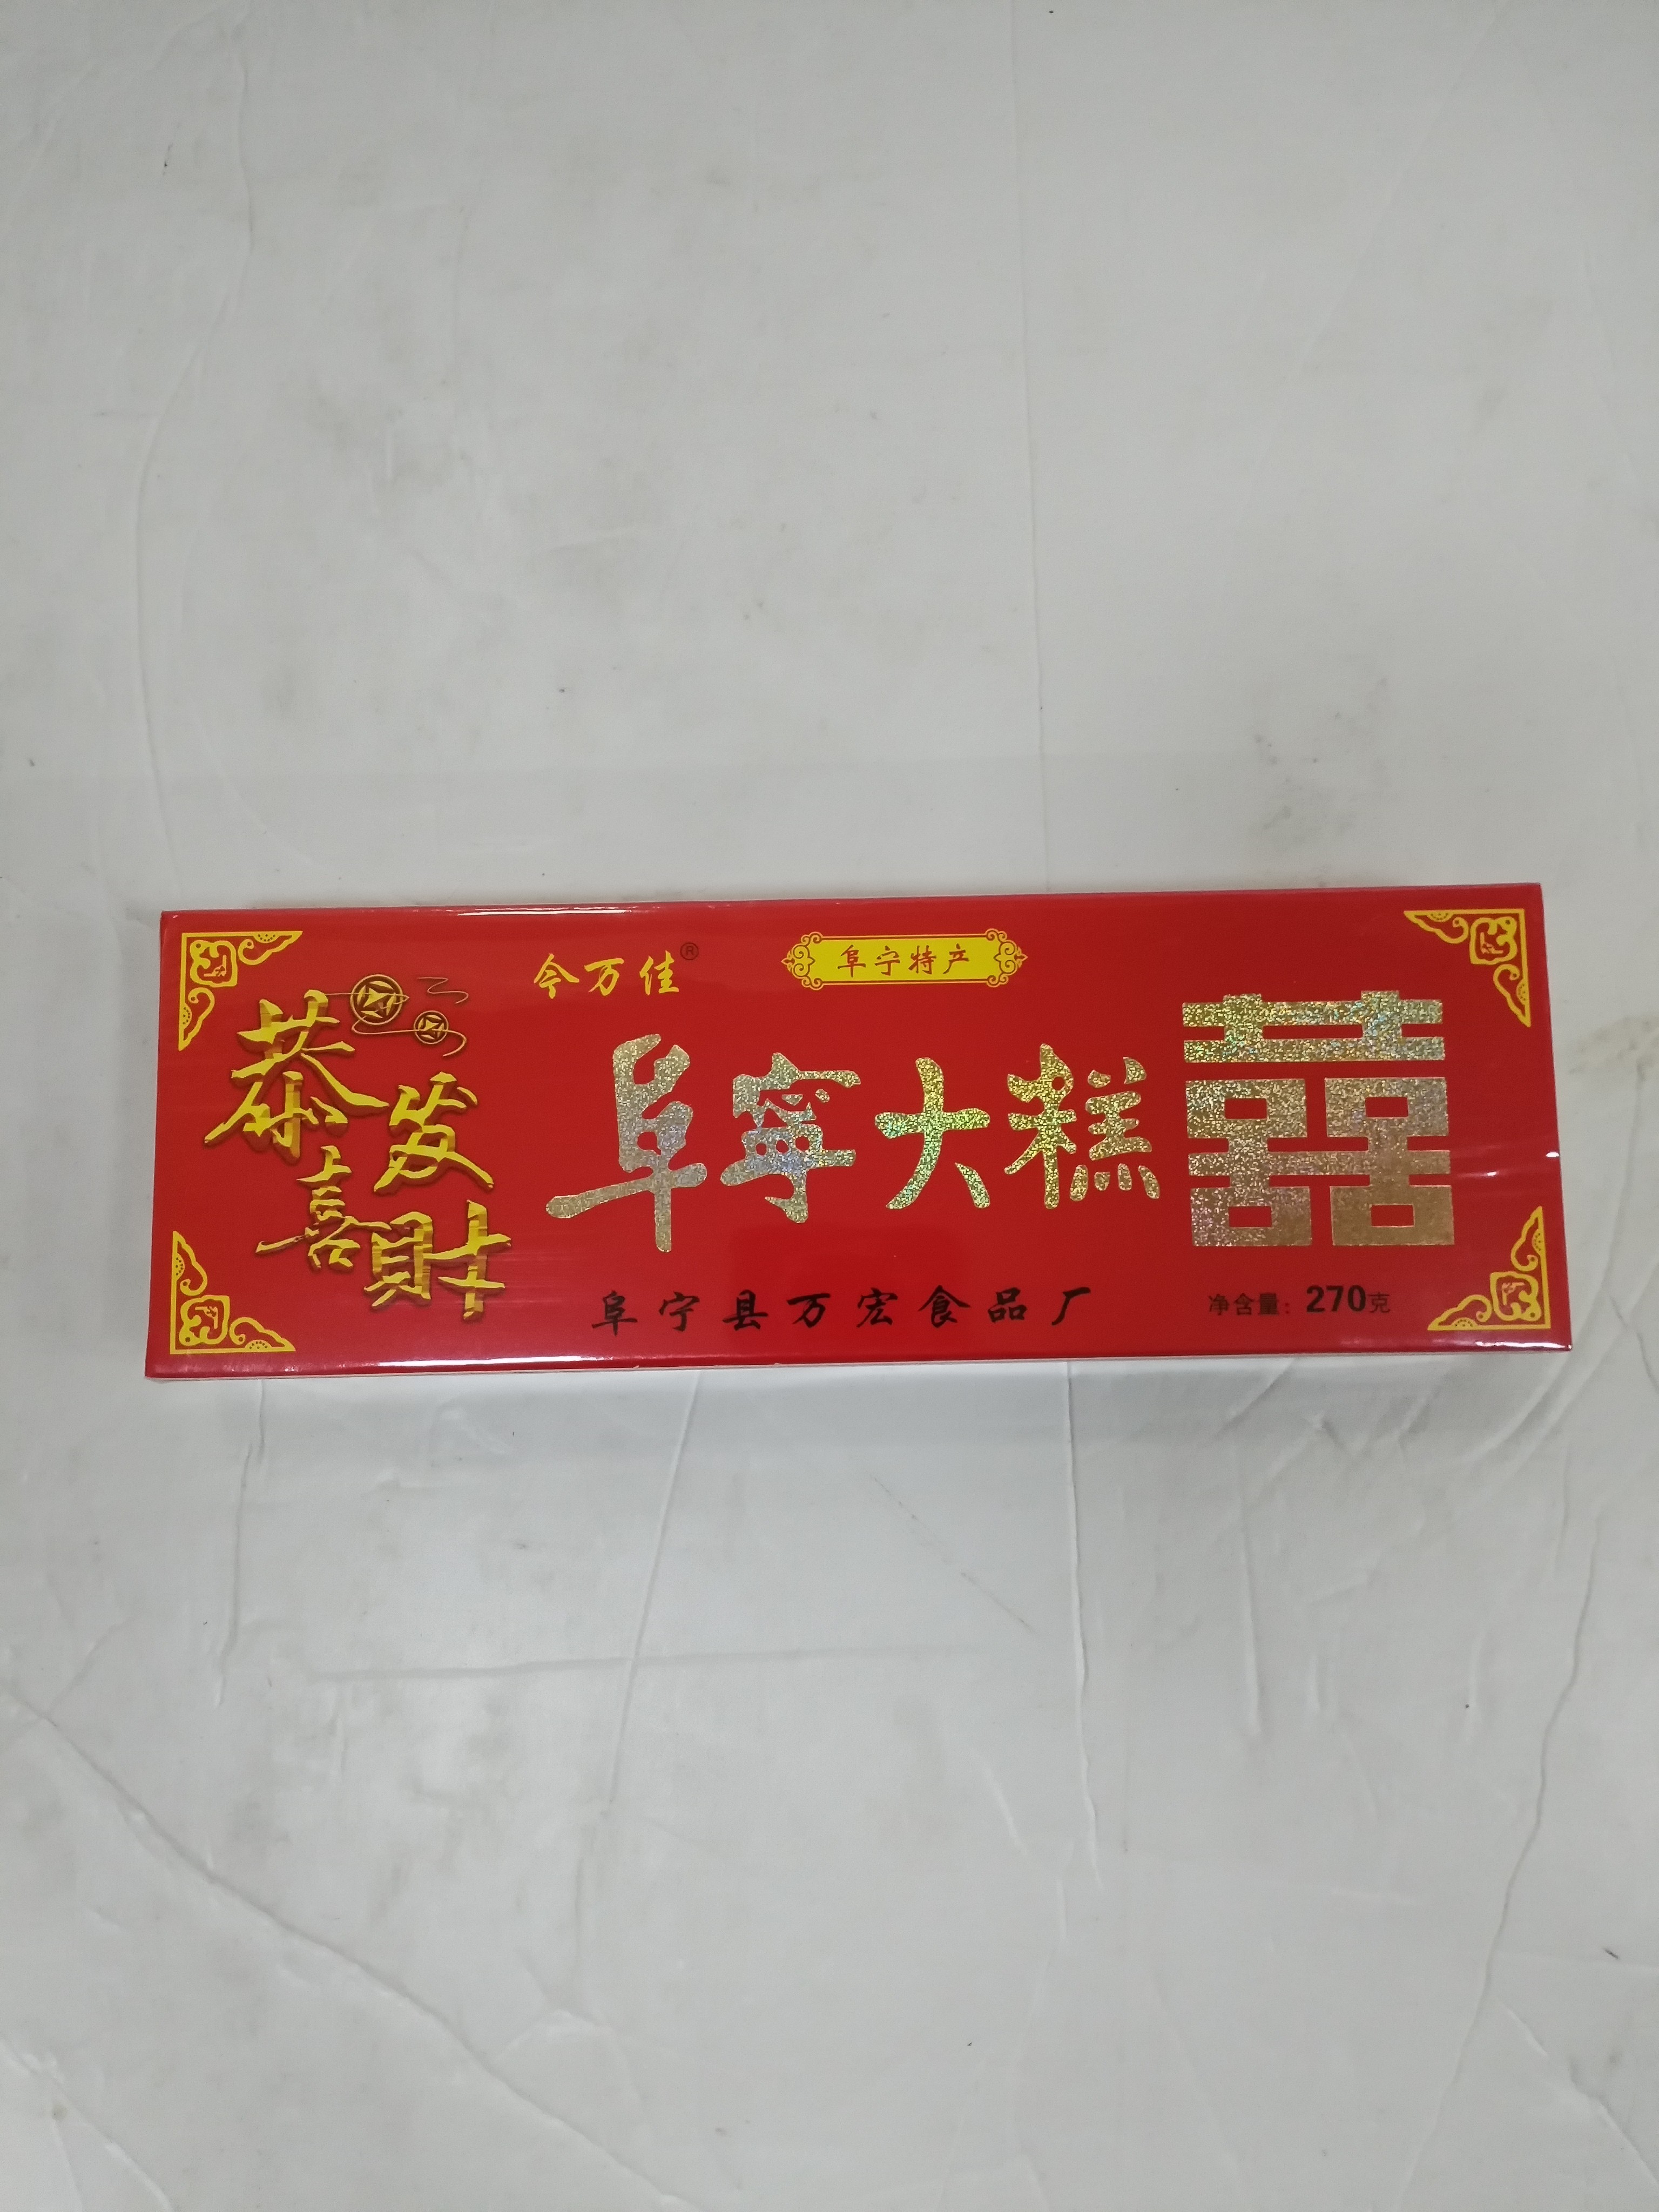 今万佳®
阜宁特产
恭喜发财
阜寧大糕
囍
阜宁县万宏食品厂
净含量：270克